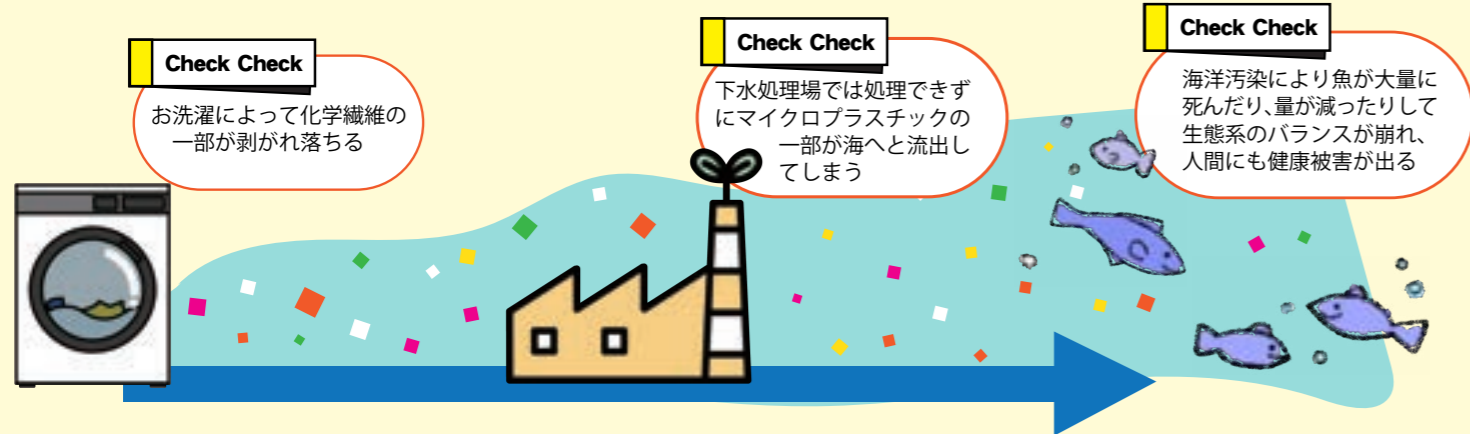 Check Check
お洗濯によって化学繊維の
一部が剥がれ落ちる
Check Check
下水処理場では処理できず
にマイクロプラスチックの
一部が海へと流出し
てしまう
Check Check
海洋汚染により魚が大量に
死んだり、量が減ったりして
生態系のバランスが崩れ、
人間にも健康被害が出る